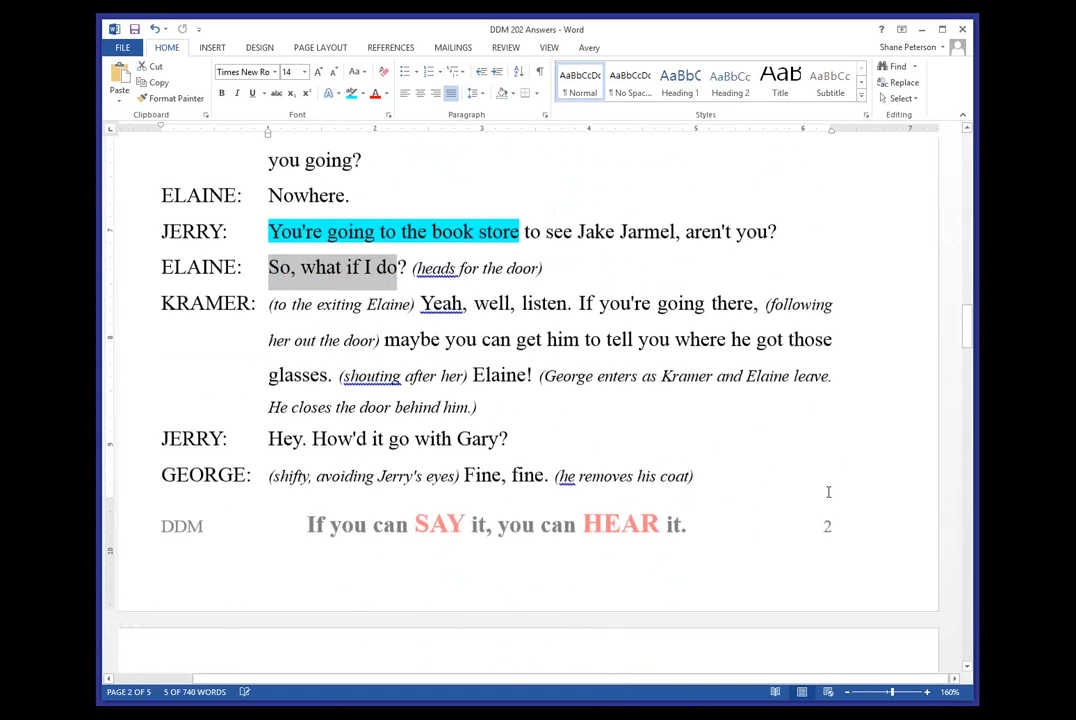 DDM 202 Answers - Word
FILE HOME INSERT DESIGN PAGE LAYOUT REFERENCES MAILINGS REVIEW VIEW Avery Shane Peterson
Paste
Cut
Copy
Format Painter
Clipboard
Times New Ro 14
Font
Paragraph
AaBbCcDc AaBbCcDc AaBbC AaBbCc AaB AaBbCcC
¶ Normal ¶ No Spac... Heading 1 Heading 2 Title Subtitle
Styles
Find
Replace
Select
Editing
2 3 4 5 6 7
you going?
ELAINE: Nowhere.
JERRY: You're going to the book store to see Jake Jarmel, aren't you?
ELAINE: So, what if I do? (heads for the door)
KRAMER: (to the exiting Elaine) Yeah, well, listen. If you're going there, (following
her out the door) maybe you can get him to tell you where he got those
glasses. (shouting after her) Elaine! (George enters as Kramer and Elaine leave.
He closes the door behind him.)
JERRY: Hey. How'd it go with Gary?
GEORGE: (shifty, avoiding Jerry's eyes) Fine, fine. (he removes his coat)
DDM If you can SAY it, you can HEAR it. 2
PAGE 2 OF 5 5 OF 740 WORDS 160%